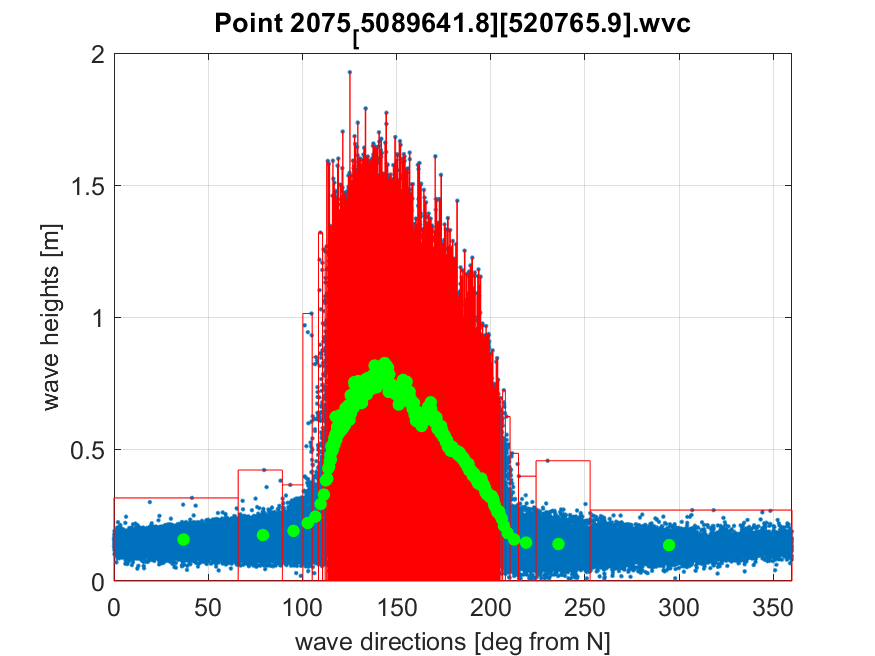 Point 2075[5089641.8][520765.9].wvc
2
1.5
1
0.5
0
wave heights [m]
0 50 100 150 200 250 300 350
wave directions [deg from N]